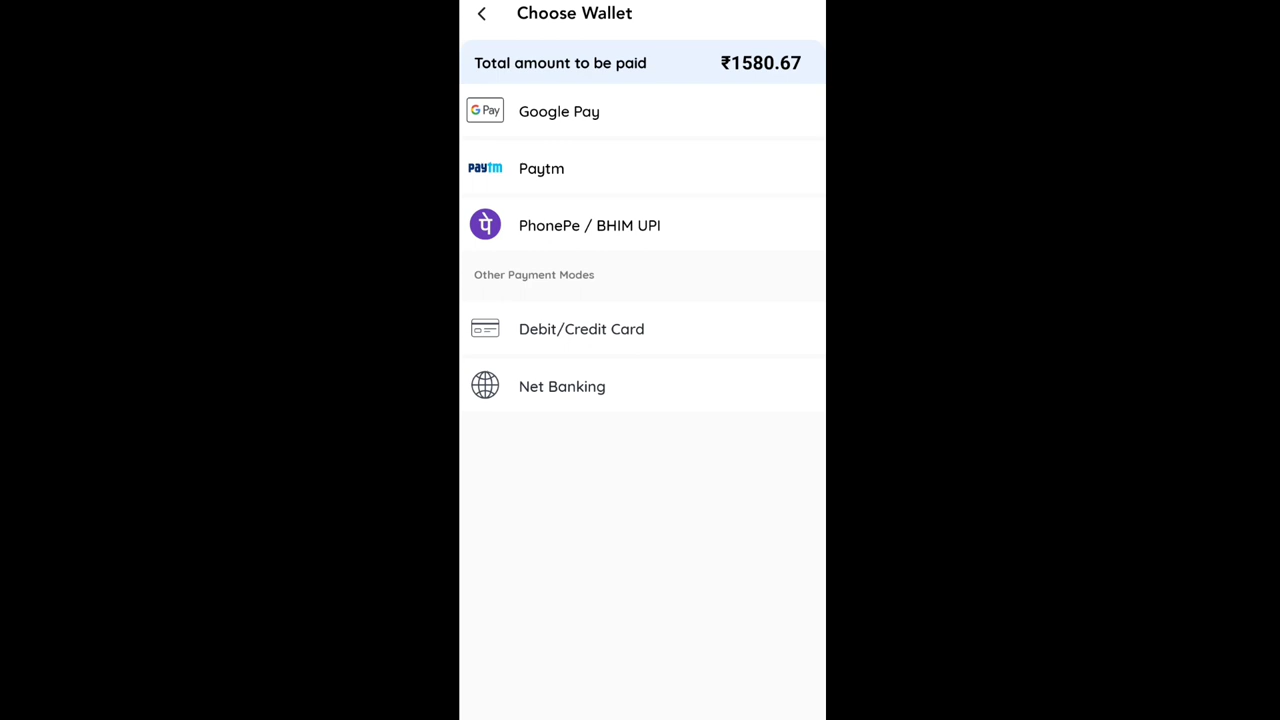 Choose Wallet
Total amount to be paid ₹1580.67
G Pay Google Pay
paytm Paytm
पे PhonePe / BHIM UPI
Other Payment Modes
Debit/Credit Card
Net Banking